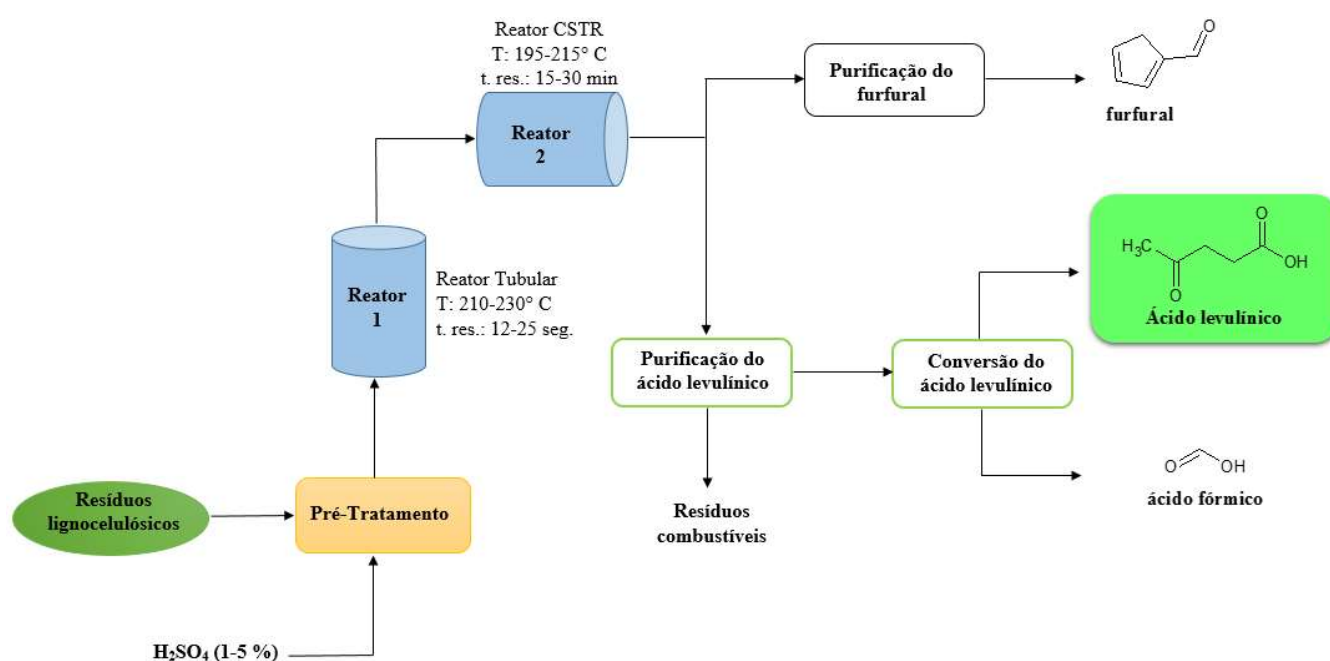 Reator CSTR
T: 195-215° C
t. res.: 15-30 min
Reator
2
Purificação do
furfural
O
furfural
Reator
1
Reator Tubular
T: 210-230° C
t. res.: 12-25 seg.
Purificação do
ácido levulínico
Conversão do
ácido levulínico
O
H₃C
OH
O
Ácido levulínico
Resíduos
lignocelulósicos
Pré-Tratamento
Resíduos
combustíveis
O
OH
ácido fórmico
H₂SO₄ (1-5 %)